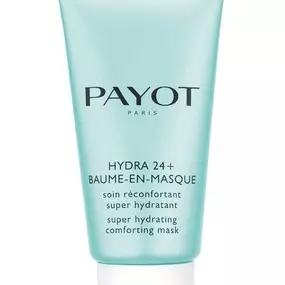 PAYOT
PARIS
HYDRA 24+
BAUME-EN-MASQUE
soin réconfortant
super hydratant
super hydrating
comforting mask